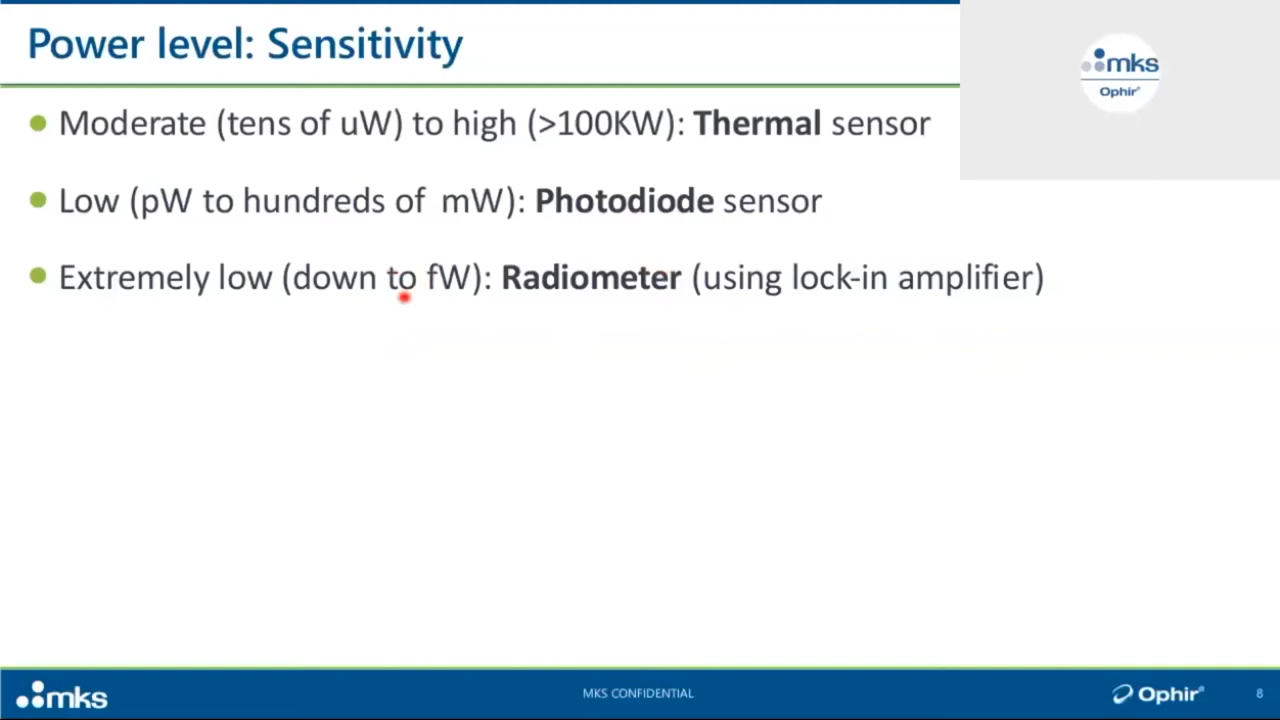 Power level: Sensitivity
mks
Ophir®
Moderate (tens of uW) to high (>100KW): Thermal sensor
Low (pW to hundreds of mW): Photodiode sensor
Extremely low (down to fW): Radiometer (using lock-in amplifier)
mks
MKS CONFIDENTIAL
Ophir®
8